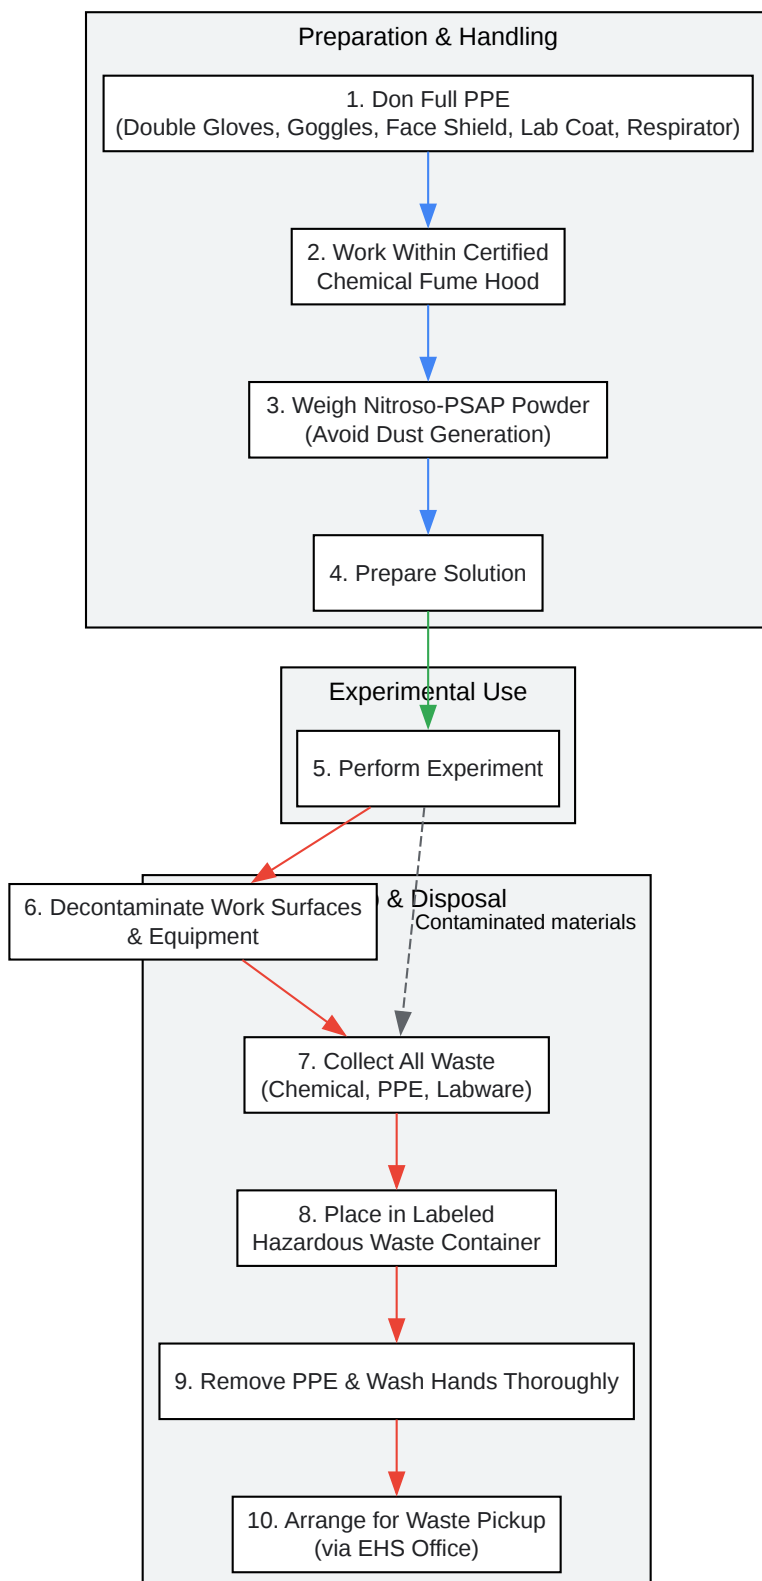 Preparation & Handling
1. Don Full PPE
(Double Gloves, Goggles, Face Shield, Lab Coat, Respirator)
2. Work Within Certified
Chemical Fume Hood
3. Weigh Nitroso-PSAP Powder
(Avoid Dust Generation)
4. Prepare Solution
Experimental Use
5. Perform Experiment
& Disposal
6. Decontaminate Work Surfaces
& Equipment
Contaminated materials
7. Collect All Waste
(Chemical, PPE, Labware)
8. Place in Labeled
Hazardous Waste Container
9. Remove PPE & Wash Hands Thoroughly
10. Arrange for Waste Pickup
(via EHS Office)